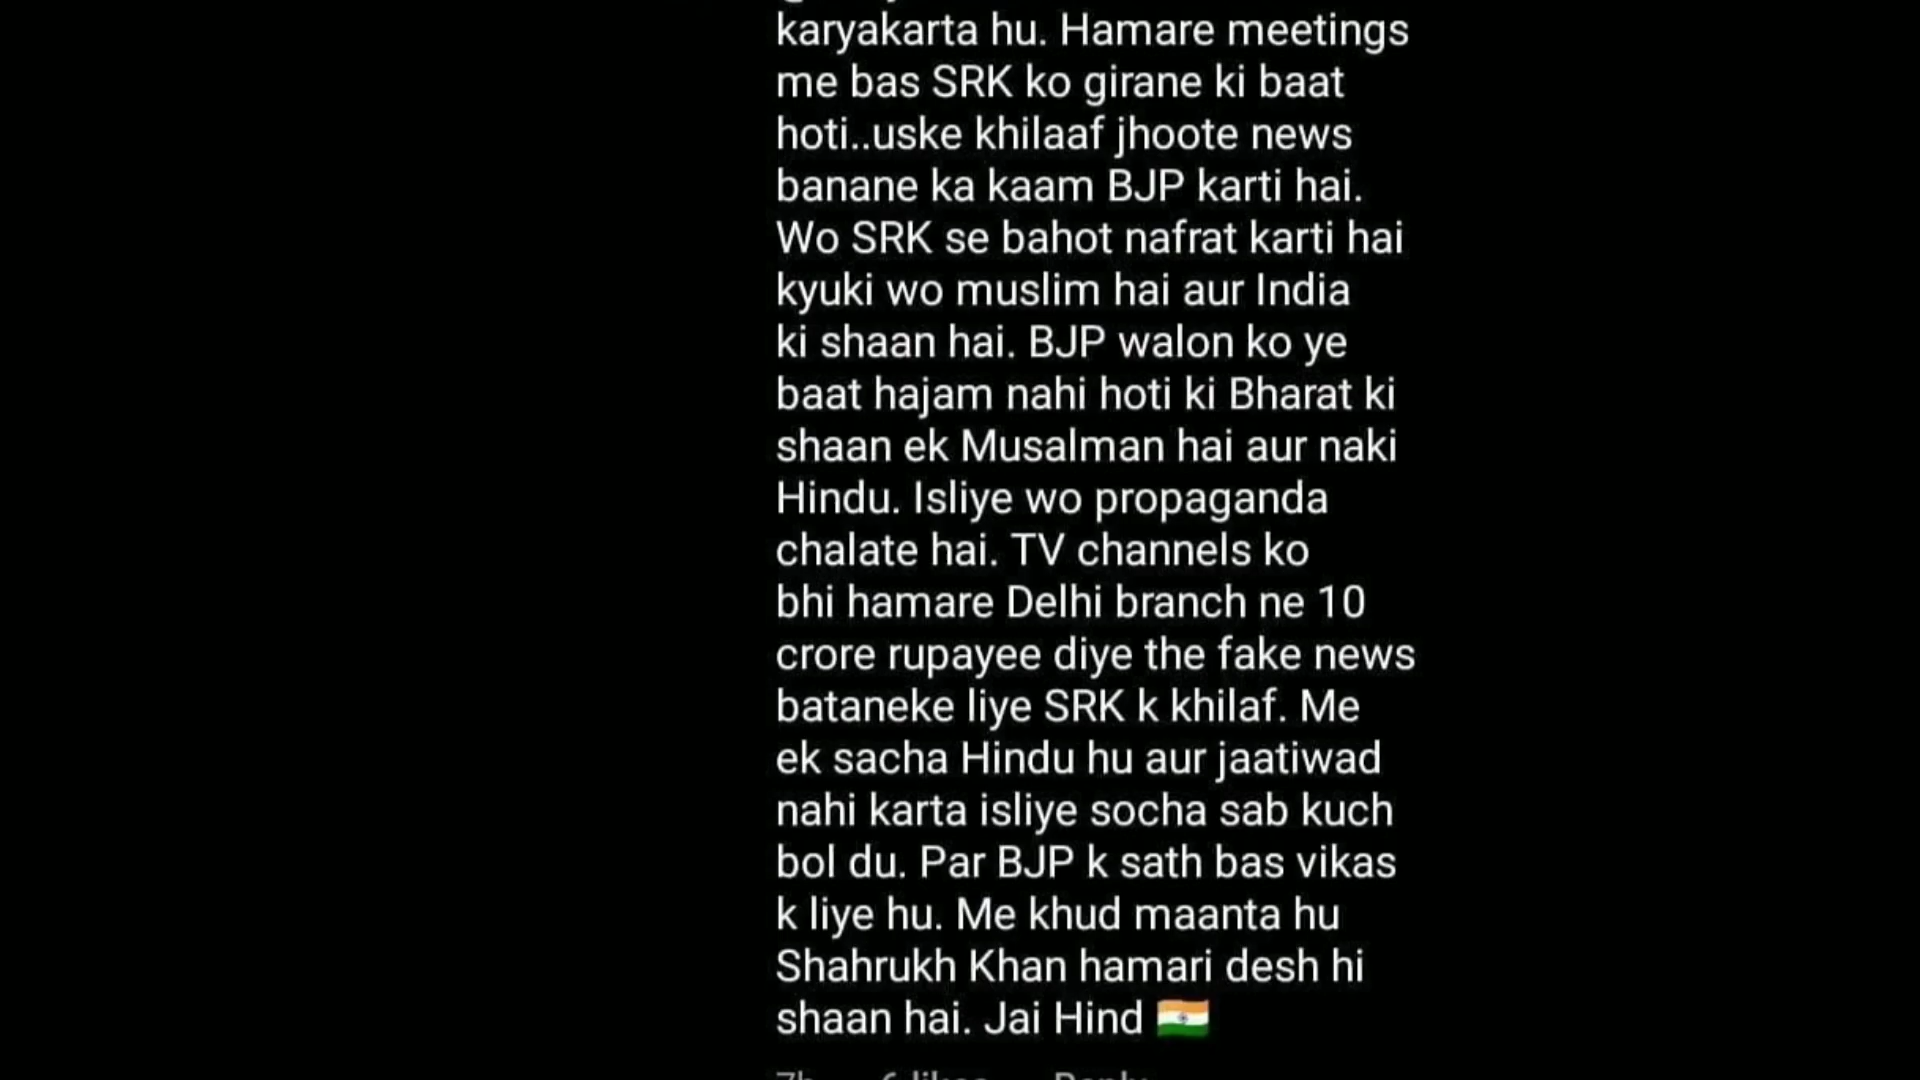 karyakarta hu. Hamare meetings
me bas SRK ko girane ki baat
hoti..uske khilaaf jhoote news
banane ka kaam BJP karti hai.
Wo SRK se bahot nafrat karti hai
kyuki wo muslim hai aur India
ki shaan hai. BJP walon ko ye
baat hajam nahi hoti ki Bharat ki
shaan ek Musalman hai aur naki
Hindu. Isliye wo propaganda
chalate hai. TV channels ko
bhi hamare Delhi branch ne 10
crore rupayee diye the fake news
bataneke liye SRK k khilaf. Me
ek sacha Hindu hu aur jaatiwad
nahi karta isliye socha sab kuch
bol du. Par BJP k sath bas vikas
k liye hu. Me khud maanta hu
Shahrukh Khan hamari desh hi
shaan hai. Jai Hind 🇮🇳